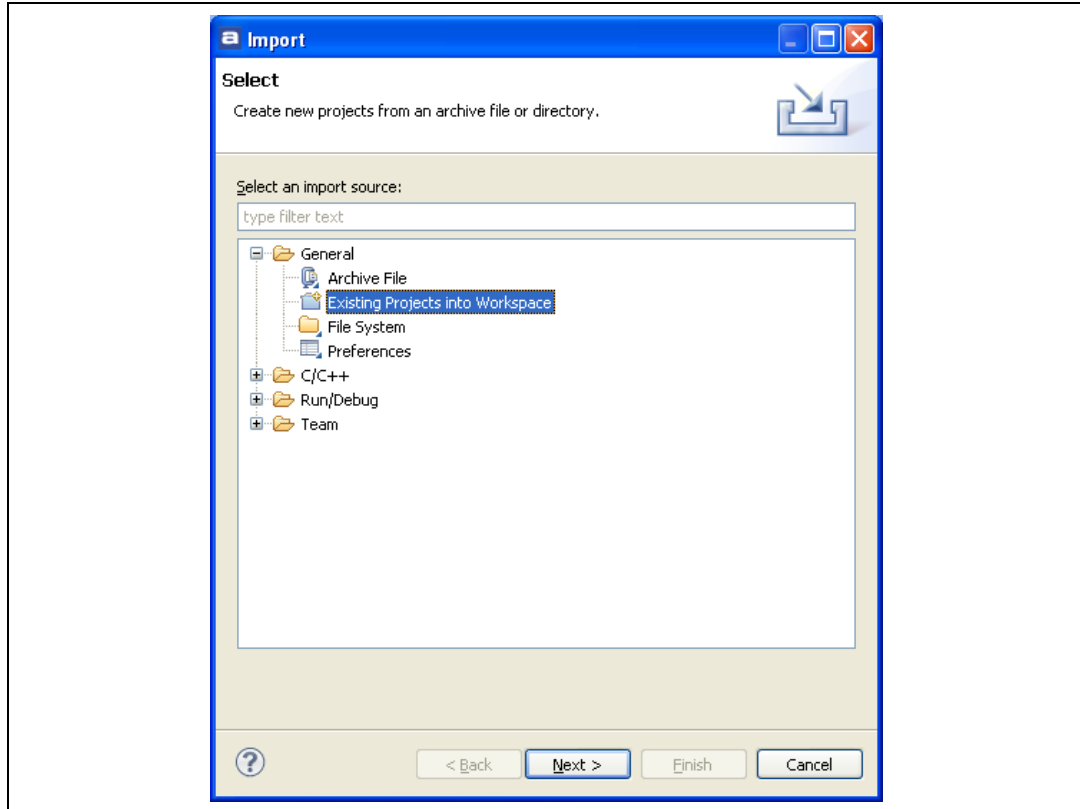 a Import
Select
Create new projects from an archive file or directory.
Select an import source:
type filter text
General
Archive File
Existing Projects into Workspace
File System
Preferences
C/C++
Run/Debug
Team
? < Back Next > Finish Cancel